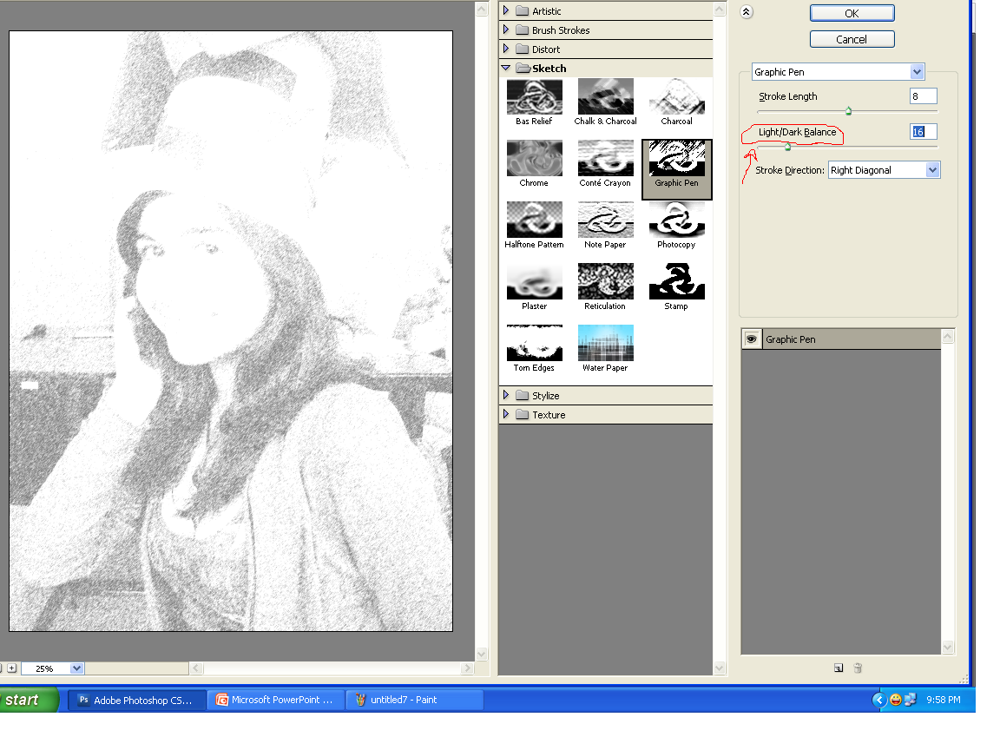 Artistic
Brush Strokes
Distort
Sketch
Bas Relief
Chalk & Charcoal
Charcoal
Chrome
Conté Crayon
Graphic Pen
Halftone Pattern
Note Paper
Photocopy
Plaster
Reticulation
Stamp
Torn Edges
Water Paper
Stylize
Texture
OK
Cancel
Graphic Pen
Stroke Length 8
Light/Dark Balance 16
Stroke Direction: Right Diagonal
Graphic Pen
25%
start
Ps Adobe Photoshop CS...
Microsoft PowerPoint ...
untitled7 - Paint
9:58 PM